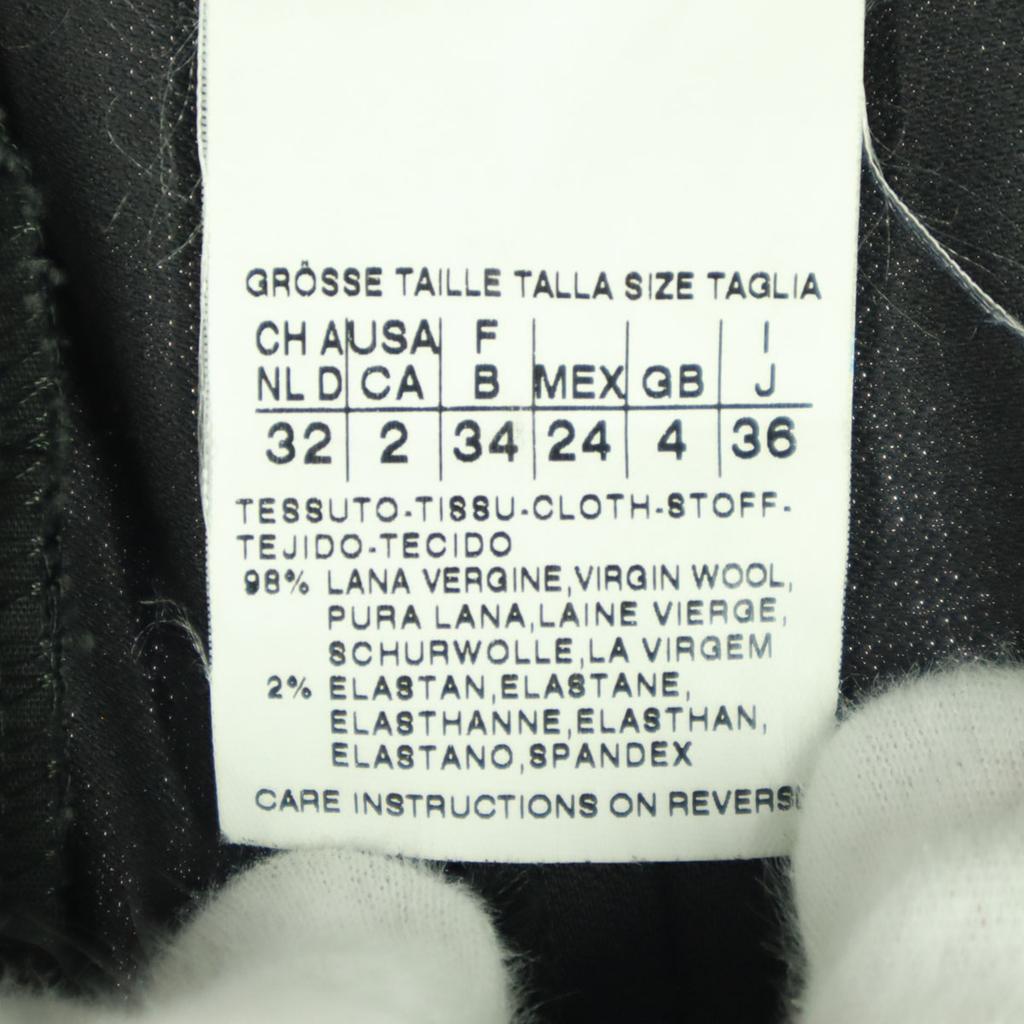 GRÖSSE TAILLE TALLA SIZE TAGLIA
CH A USA F I
NL D CA B MEX GB J
32 2 34 24 4 36
TESSUTO-TISSU-CLOTH-STOFF-
TEJIDO-TECIDO
98% LANA VERGINE,VIRGIN WOOL,
PURA LANA,LAINE VIERGE,
SCHURWOLLE,LA VIRGEM
2% ELASTAN,ELASTANE,
ELASTHANNE,ELASTHAN,
ELASTANO,SPANDEX
CARE INSTRUCTIONS ON REVERSE